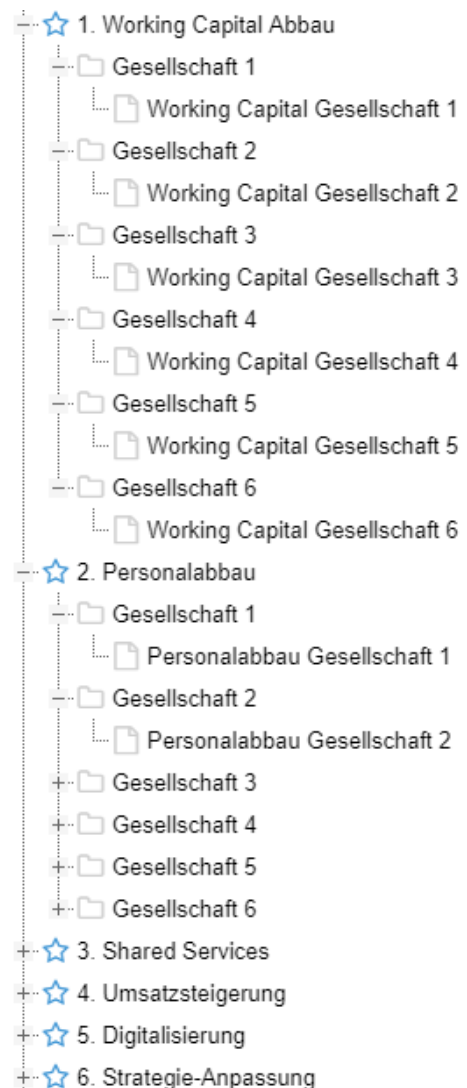 1. Working Capital Abbau
Gesellschaft 1
Working Capital Gesellschaft 1
Gesellschaft 2
Working Capital Gesellschaft 2
Gesellschaft 3
Working Capital Gesellschaft 3
Gesellschaft 4
Working Capital Gesellschaft 4
Gesellschaft 5
Working Capital Gesellschaft 5
Gesellschaft 6
Working Capital Gesellschaft 6
2. Personalabbau
Gesellschaft 1
Personalabbau Gesellschaft 1
Gesellschaft 2
Personalabbau Gesellschaft 2
Gesellschaft 3
Gesellschaft 4
Gesellschaft 5
Gesellschaft 6
3. Shared Services
4. Umsatzsteigerung
5. Digitalisierung
6. Strategie-Anpassung